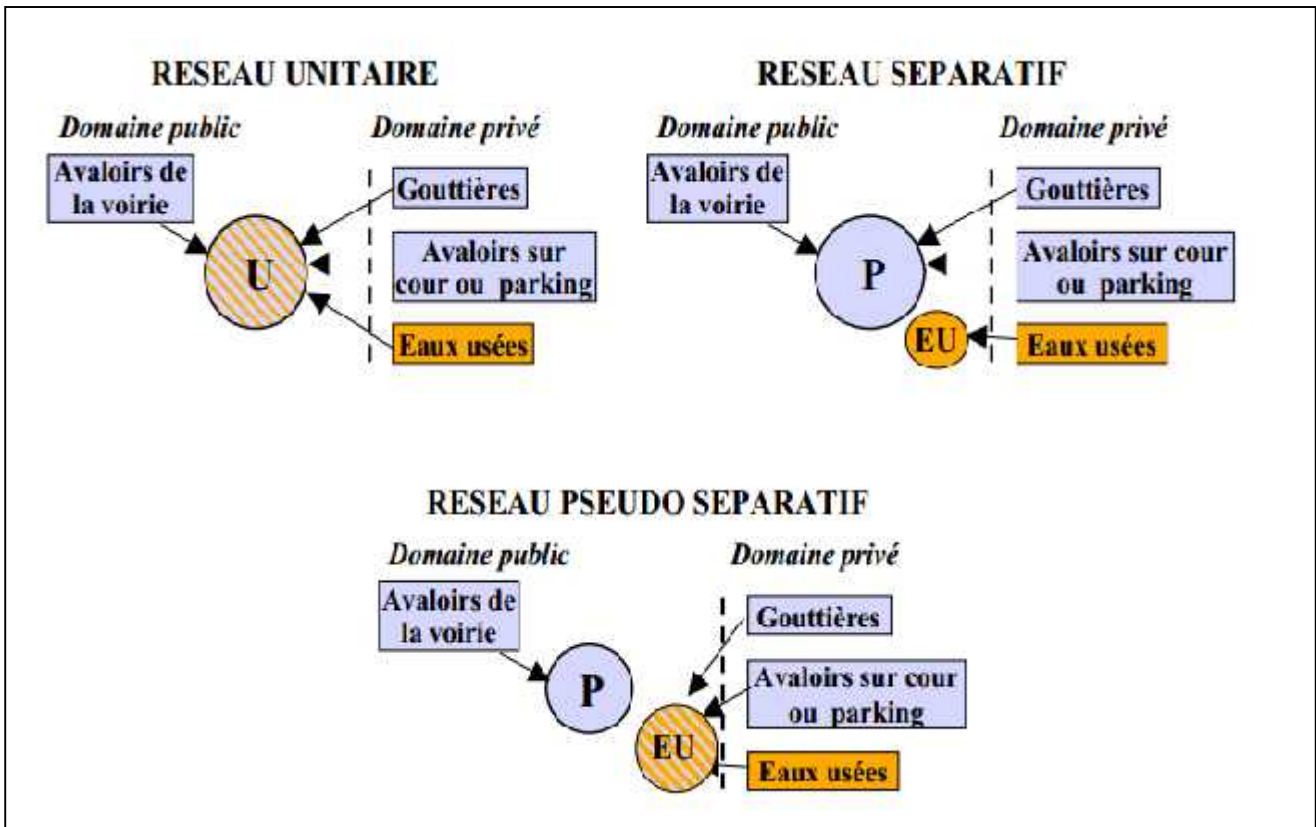 RESEAU UNITAIRE
Domaine public
Domaine privé
Avaloirs de
la voirie
U
Gouttières
Avaloirs sur
cour ou parking
Eaux usées
RESEAU SEPARATIF
Domaine public
Domaine privé
Avaloirs de
la voirie
P
EU
Gouttières
Avaloirs sur cour
ou parking
Eaux usées
RESEAU PSEUDO SEPARATIF
Domaine public
Domaine privé
Avaloirs de
la voirie
P
EU
Gouttières
Avaloirs sur cour
ou parking
Eaux usées